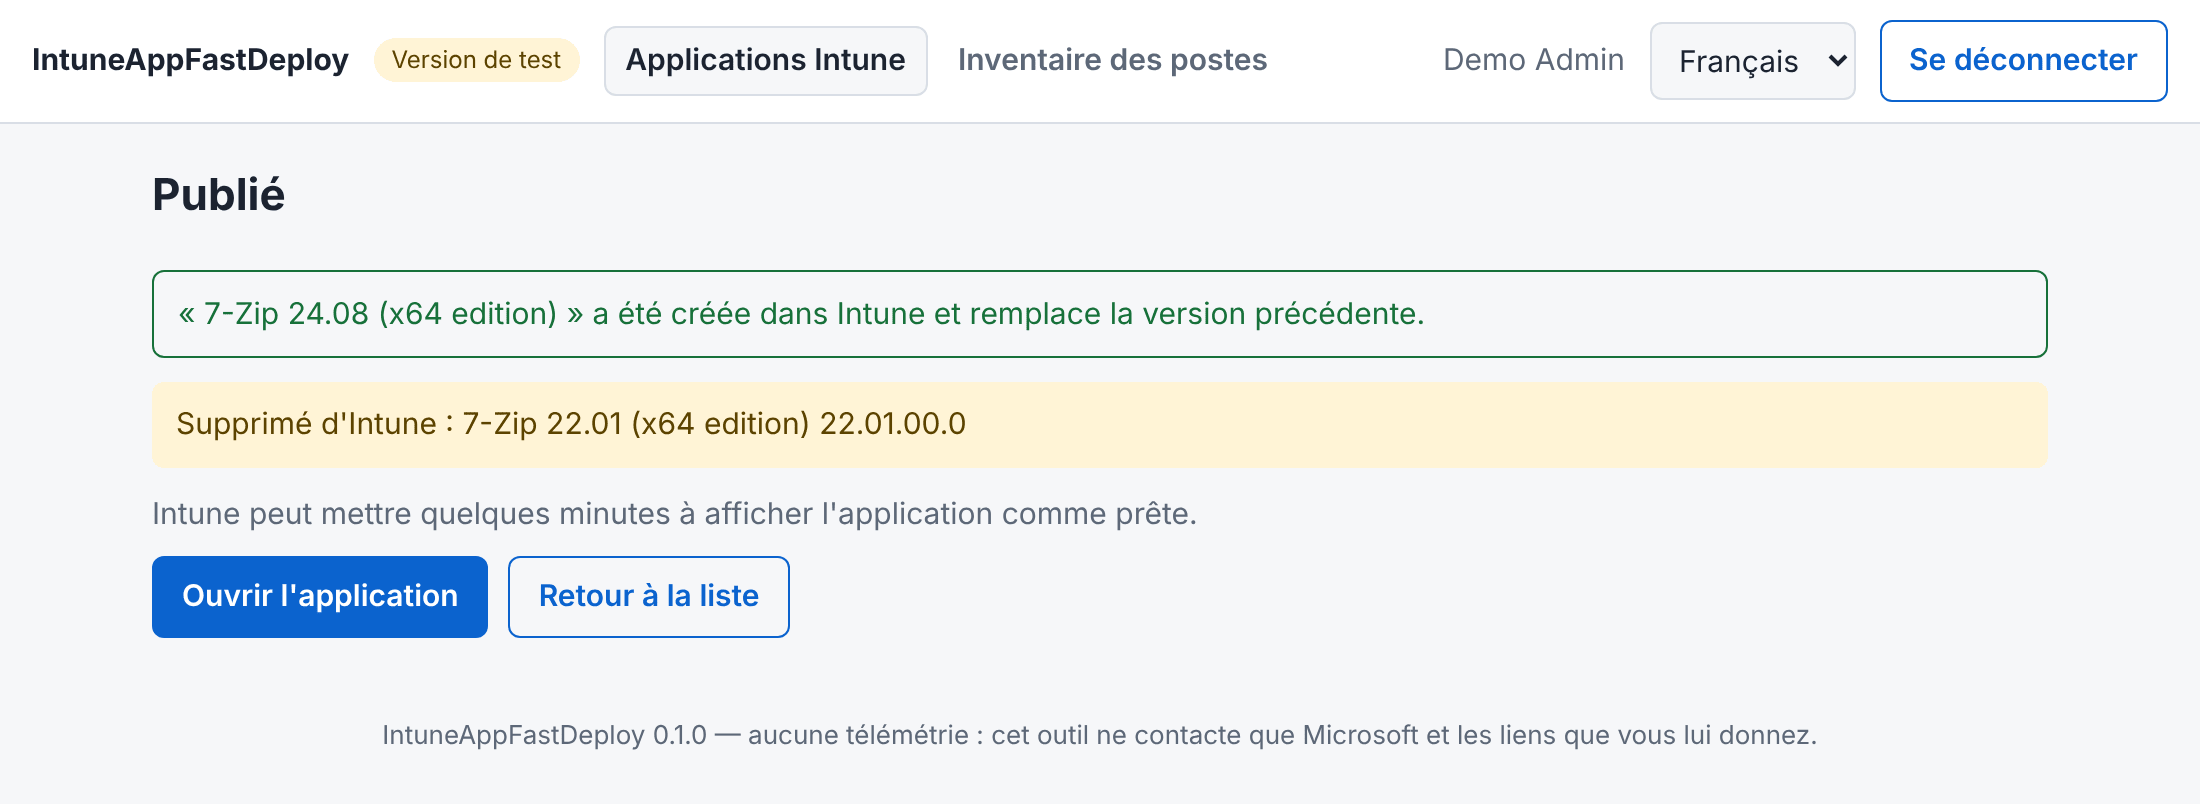 IntuneAppFastDeploy Version de test Applications Intune Inventaire des postes Demo Admin Français Se déconnecter
Publié
« 7-Zip 24.08 (x64 edition) » a été créée dans Intune et remplace la version précédente.
Supprimé d'Intune : 7-Zip 22.01 (x64 edition) 22.01.00.0
Intune peut mettre quelques minutes à afficher l'application comme prête.
Ouvrir l'application Retour à la liste
IntuneAppFastDeploy 0.1.0 — aucune télémétrie : cet outil ne contacte que Microsoft et les liens que vous lui donnez.